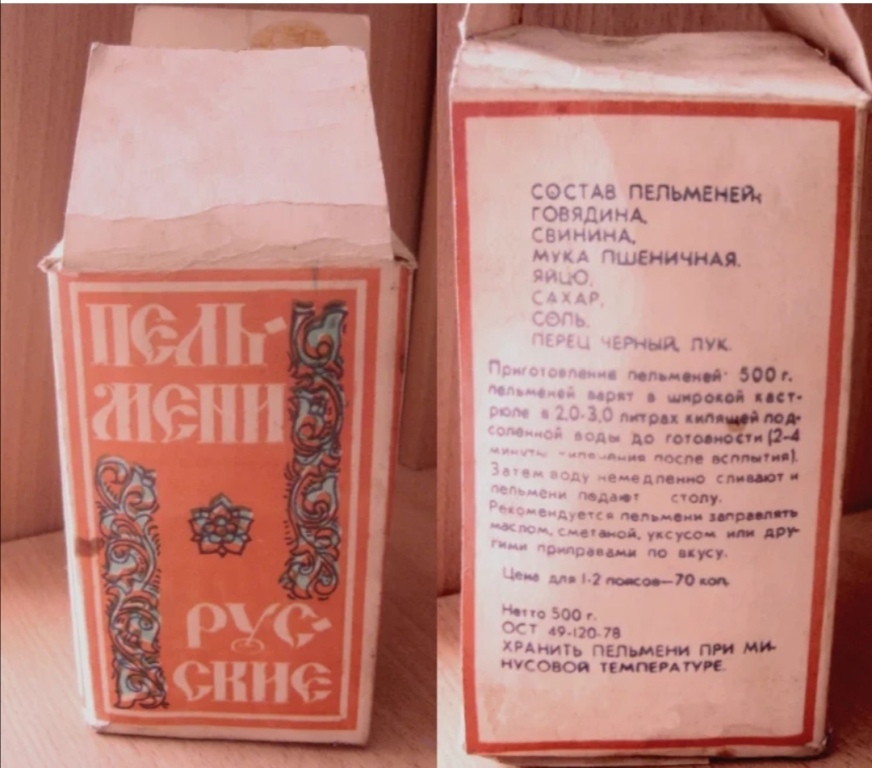 ПЕЛЬ-
МЕНИ
РУС-
СКИЕ
СОСТАВ ПЕЛЬМЕНЕЙ:
ГОВЯДИНА,
СВИНИНА,
МУКА ПШЕНИЧНАЯ.
ЯЙЦО,
САХАР,
СОЛЬ,
ПЕРЕЦ ЧЕРНЫЙ, ЛУК.
Приготовление пельменей: 500 г.
пельменей варят в широкой каст-
рюле в 2,0-3,0 литрах кипящей под-
соленной воды до готовности (2-4
минуты кипячения после всплытия).
Затем воду немедленно сливают и
пельмени подают столу.
Рекомендуется пельмени заправлять
маслом, сметаной, уксусом или дру-
гими приправами по вкусу.
Цена для 1-2 поясов—70 коп.
Нетто 500 г.
ОСТ 49-120-78
ХРАНИТЬ ПЕЛЬМЕНИ ПРИ МИ-
НУСОВОЙ ТЕМПЕРАТУРЕ.